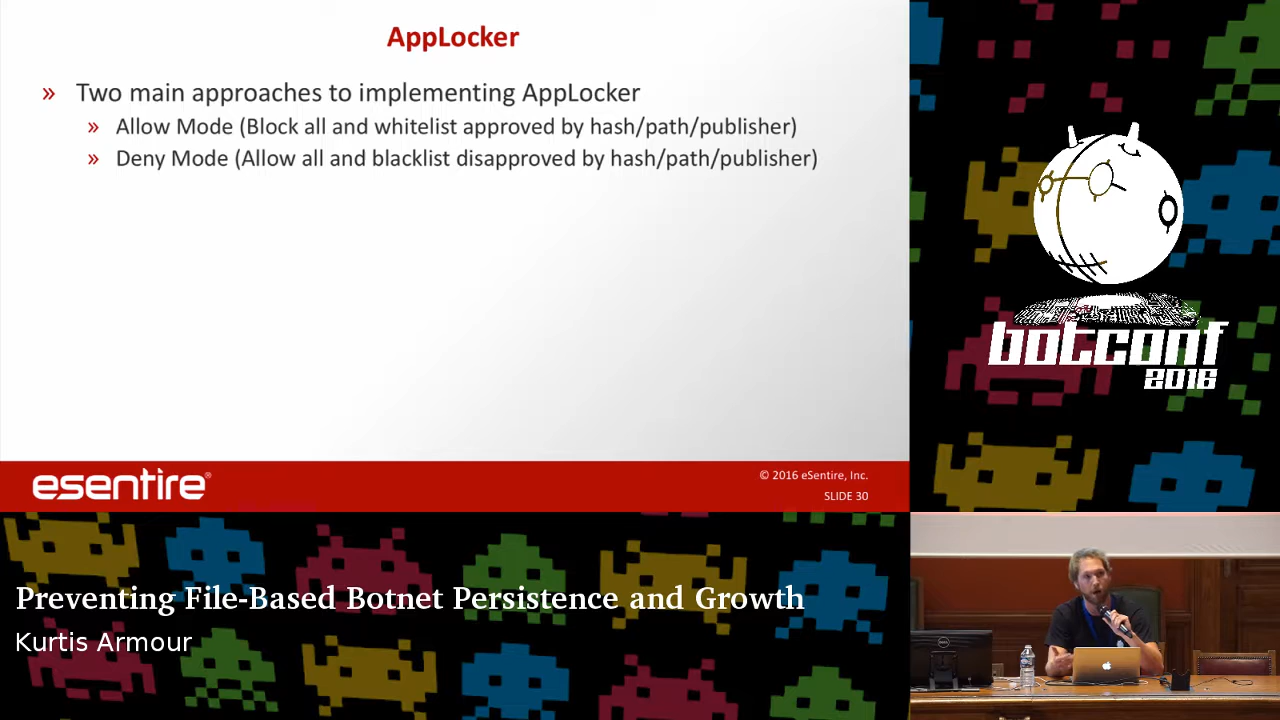 AppLocker
» Two main approaches to implementing AppLocker
» Allow Mode (Block all and whitelist approved by hash/path/publisher)
» Deny Mode (Allow all and blacklist disapproved by hash/path/publisher)
esentire®
© 2016 eSentire, Inc.
SLIDE 30
botconf
2016
Preventing File-Based Botnet Persistence and Growth
Kurtis Armour